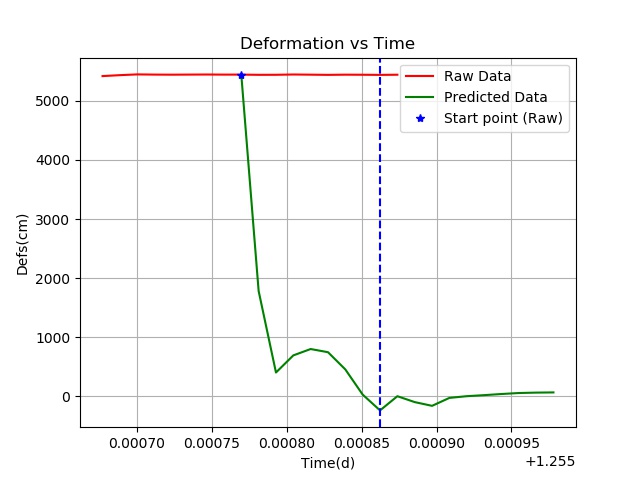 Deformation vs Time
Raw Data
Predicted Data
Start point (Raw)
Defs(cm)
5000
4000
3000
2000
1000
0
0.00070 0.00075 0.00080 0.00085 0.00090 0.00095
+1.255
Time(d)